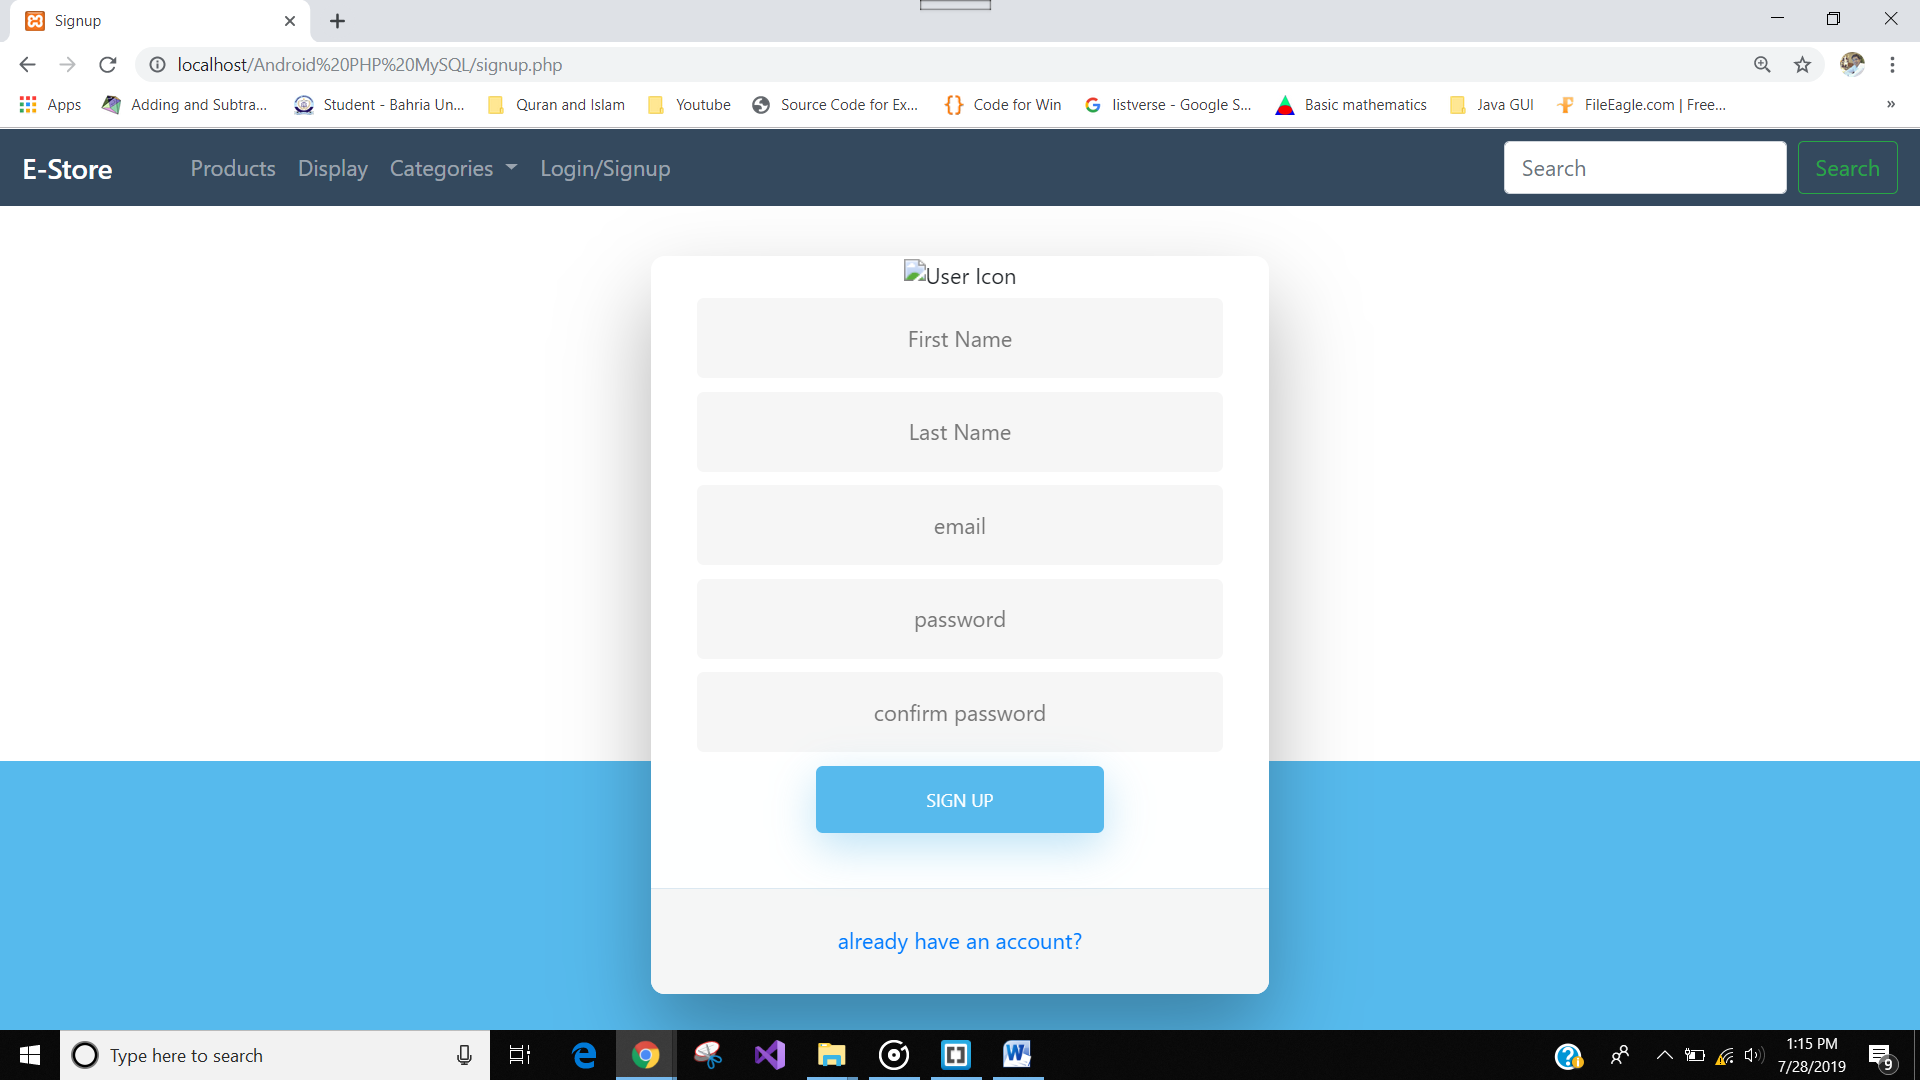 Signup
localhost/Android%20PHP%20MySQL/signup.php
Apps Adding and Subtra... Student - Bahria Un... Quran and Islam Youtube Source Code for Ex... Code for Win listverse - Google S... Basic mathematics Java GUI FileEagle.com | Free... »
E-Store Products Display Categories Login/Signup Search Search
User Icon
First Name
Last Name
email
password
confirm password
SIGN UP
already have an account?
Type here to search
1:15 PM
7/28/2019
9